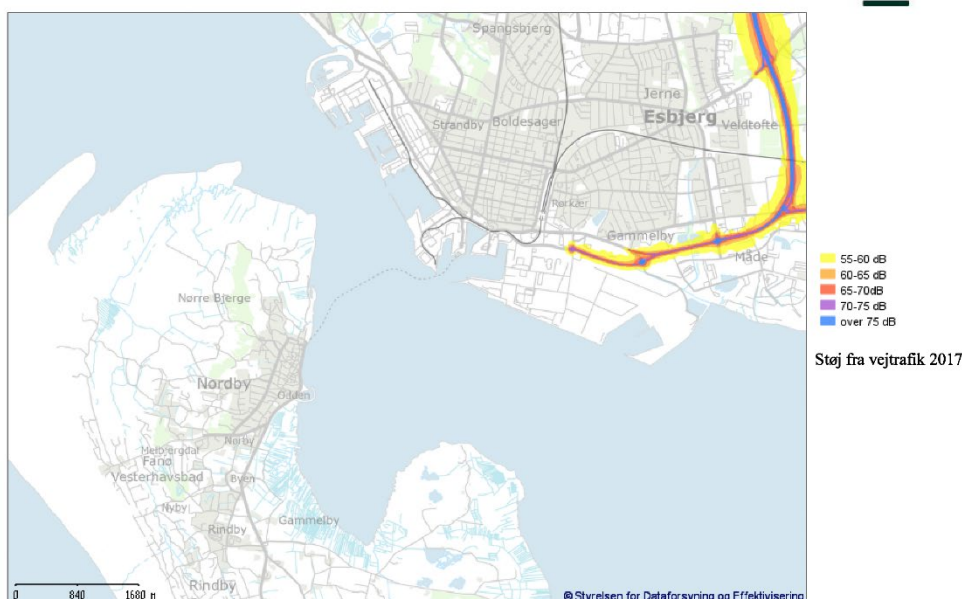 Spangsbjerg
Jerne
Esbjerg
Strandby
Boldesager
Veldtofte
Rørkær
Gammelby
Måde
Nørre Bjerge
Nordby
Odden
Nørby
Fanø
Vesterhavsbad
Byen
Nyby
Rindby
Gammelby
Rindby
0 840 1680 m
© Styrelsen for Dataforsyning og Effektivisering
55-60 dB
60-65 dB
65-70dB
70-75 dB
over 75 dB
Støj fra vejtrafik 2017